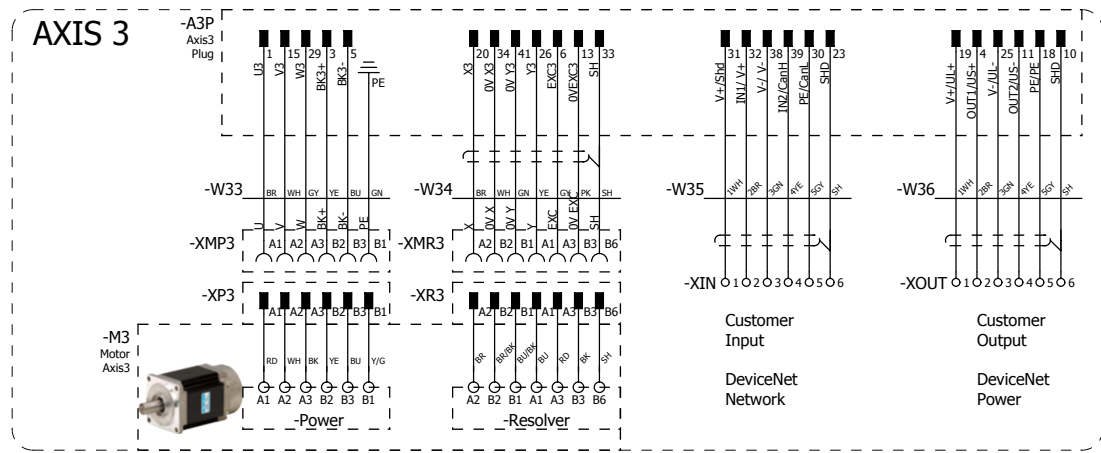 AXIS 3
-A3P
Axis3
Plug
1 15 29 3 5
U3 V3 W3 BK3+ BK3- PE
20 34 41 26 6 13 33
X3 0V X3 0V Y3 Y3 EXC3 0VEXC3 SH
31 32 38 39 30 23
V+/Shd IN1/ V+ V-/ V- IN2/CanH PE/CanL SHD
19 4 25 11 18 10
V+/UL+ OUT1/US+ V-/UL- OUT2/US- PE/PE SHD
-W33 BR WH GY YE BU GN
-W34 BR WH GN YE GY PK SH
-W35 1WH 2BR 3GN 4YE 5GY SH
-W36 1WH 2BR 3GN 4YE 5GY SH
U V W BK+ BK- PE
X 0V X 0V Y Y EXC 0V EXC SH
-XMP3 A1 A2 A3 B2 B3 B1
-XMR3 A2 B2 B1 A1 A3 B3 B6
-XIN 1 2 3 4 5 6
-XOUT 1 2 3 4 5 6
-XP3 A1 A2 A3 B2 B3 B1
-XR3 A2 B2 B1 A1 A3 B3 B6
Customer
Input
DeviceNet
Network
Customer
Output
DeviceNet
Power
-M3
Motor
Axis3
RD WH BK YE BU Y/G
BR BR/BK BU/BK BU RD BK SH
A1 A2 A3 B2 B3 B1
-Power
A2 B2 B1 A1 A3 B3 B6
-Resolver